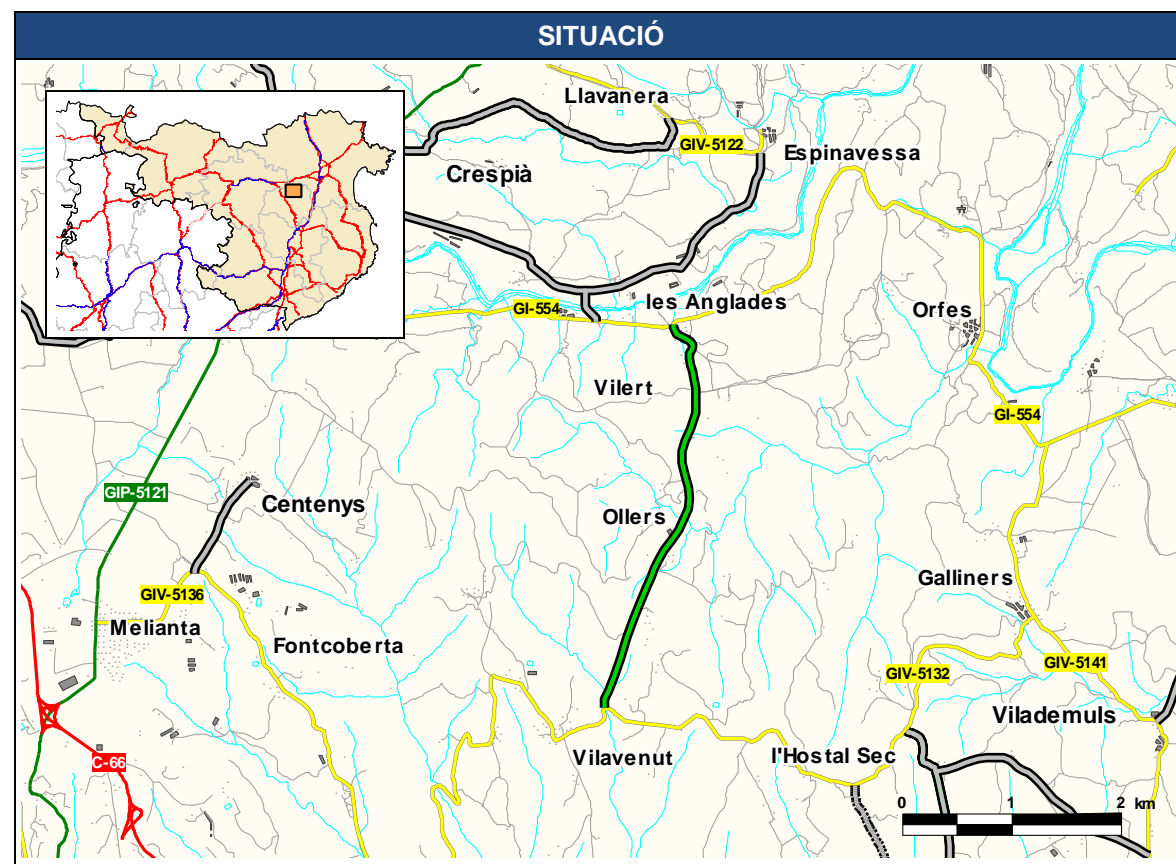 SITUACIÓ
Llavanera
GIV-5122
Espinavessa
Crespià
GI-554
les Anglades
Orfes
Vilert
GI-554
GIP-5121
Centenys
Ollers
Galliners
GIV-5136
Melianta
Fontcoberta
GIV-5141
GIV-5132
Vilademuls
C-66
Vilavenut
l'Hostal Sec
0 1 2 km